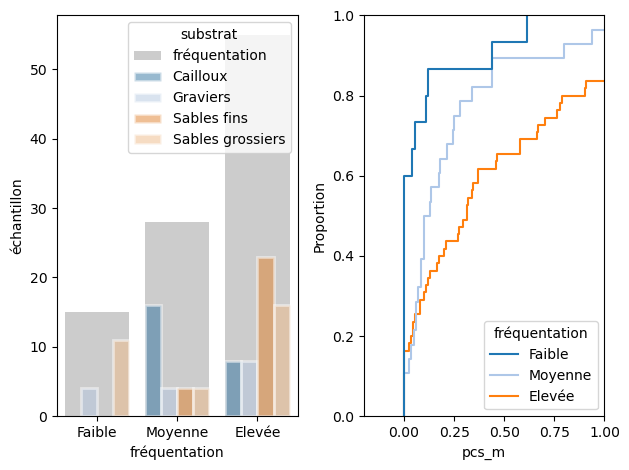 substrat
fréquentation
Cailloux
Graviers
Sables fins
Sables grossiers
50
40
30
20
10
0
échantillon
Faible
Moyenne
Elevée
fréquentation
1.0
0.8
0.6
0.4
0.2
0.0
Proportion
fréquentation
Faible
Moyenne
Elevée
0.00
0.25
0.50
0.75
1.00
pcs_m